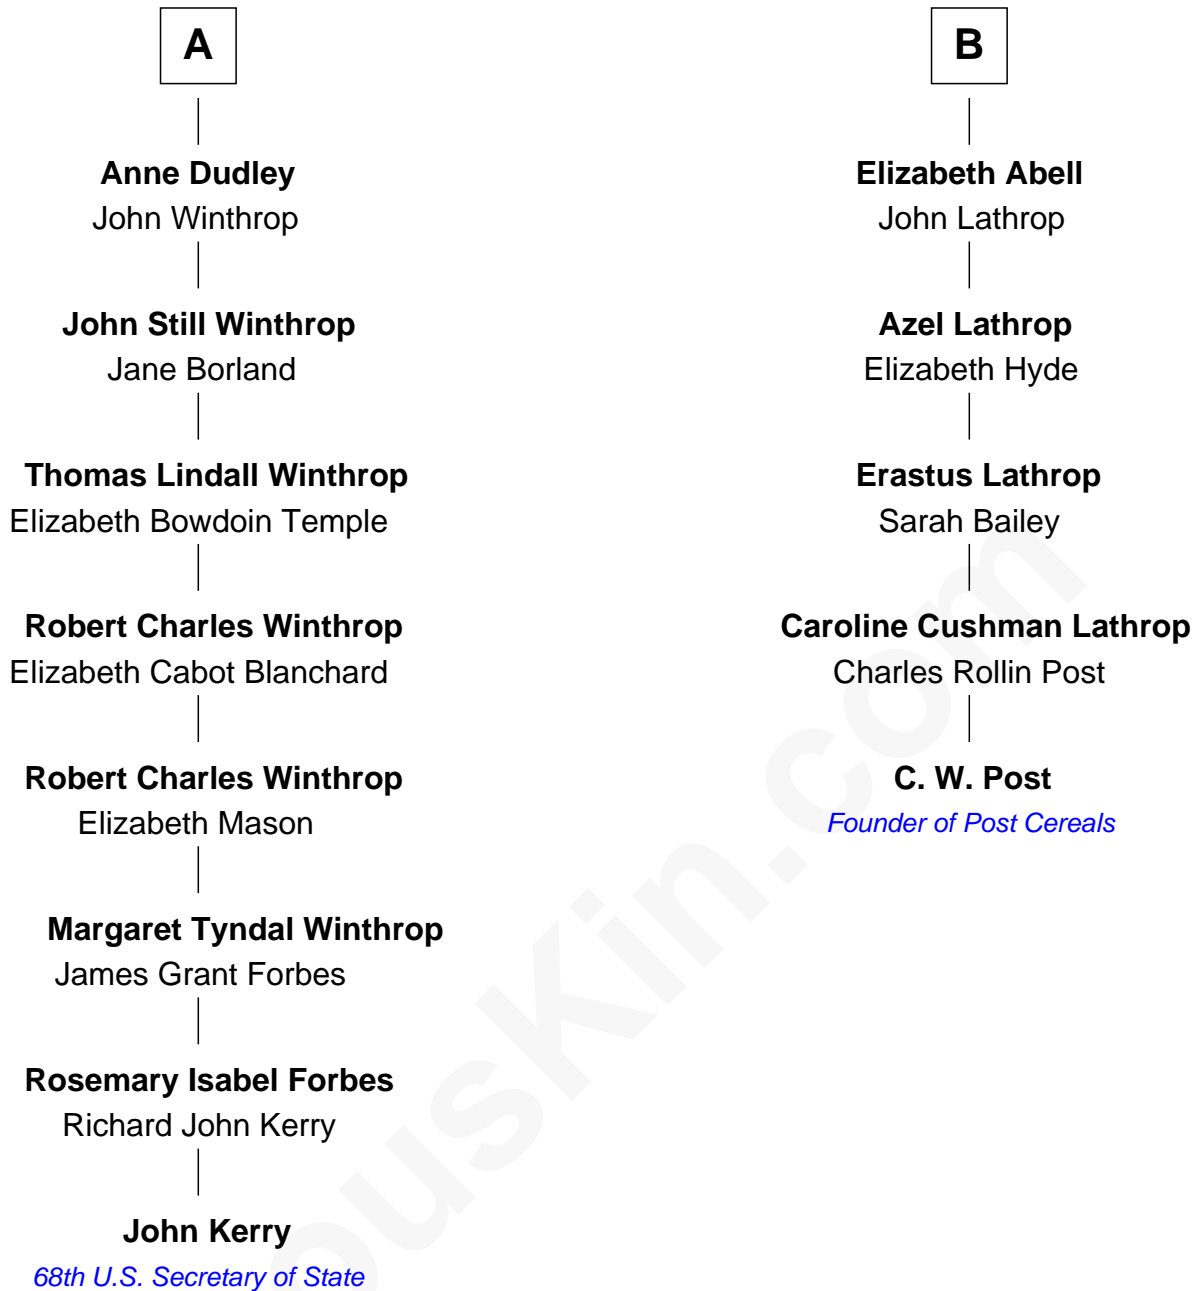 A
Anne Dudley
John Winthrop
John Still Winthrop
Jane Borland
Thomas Lindall Winthrop
Elizabeth Bowdoin Temple
Robert Charles Winthrop
Elizabeth Cabot Blanchard
Robert Charles Winthrop
Elizabeth Mason
Margaret Tyndal Winthrop
James Grant Forbes
Rosemary Isabel Forbes
Richard John Kerry
John Kerry
68th U.S. Secretary of State
B
Elizabeth Abell
John Lathrop
Azel Lathrop
Elizabeth Hyde
Erastus Lathrop
Sarah Bailey
Caroline Cushman Lathrop
Charles Rollin Post
C. W. Post
Founder of Post Cereals
ousKin.com